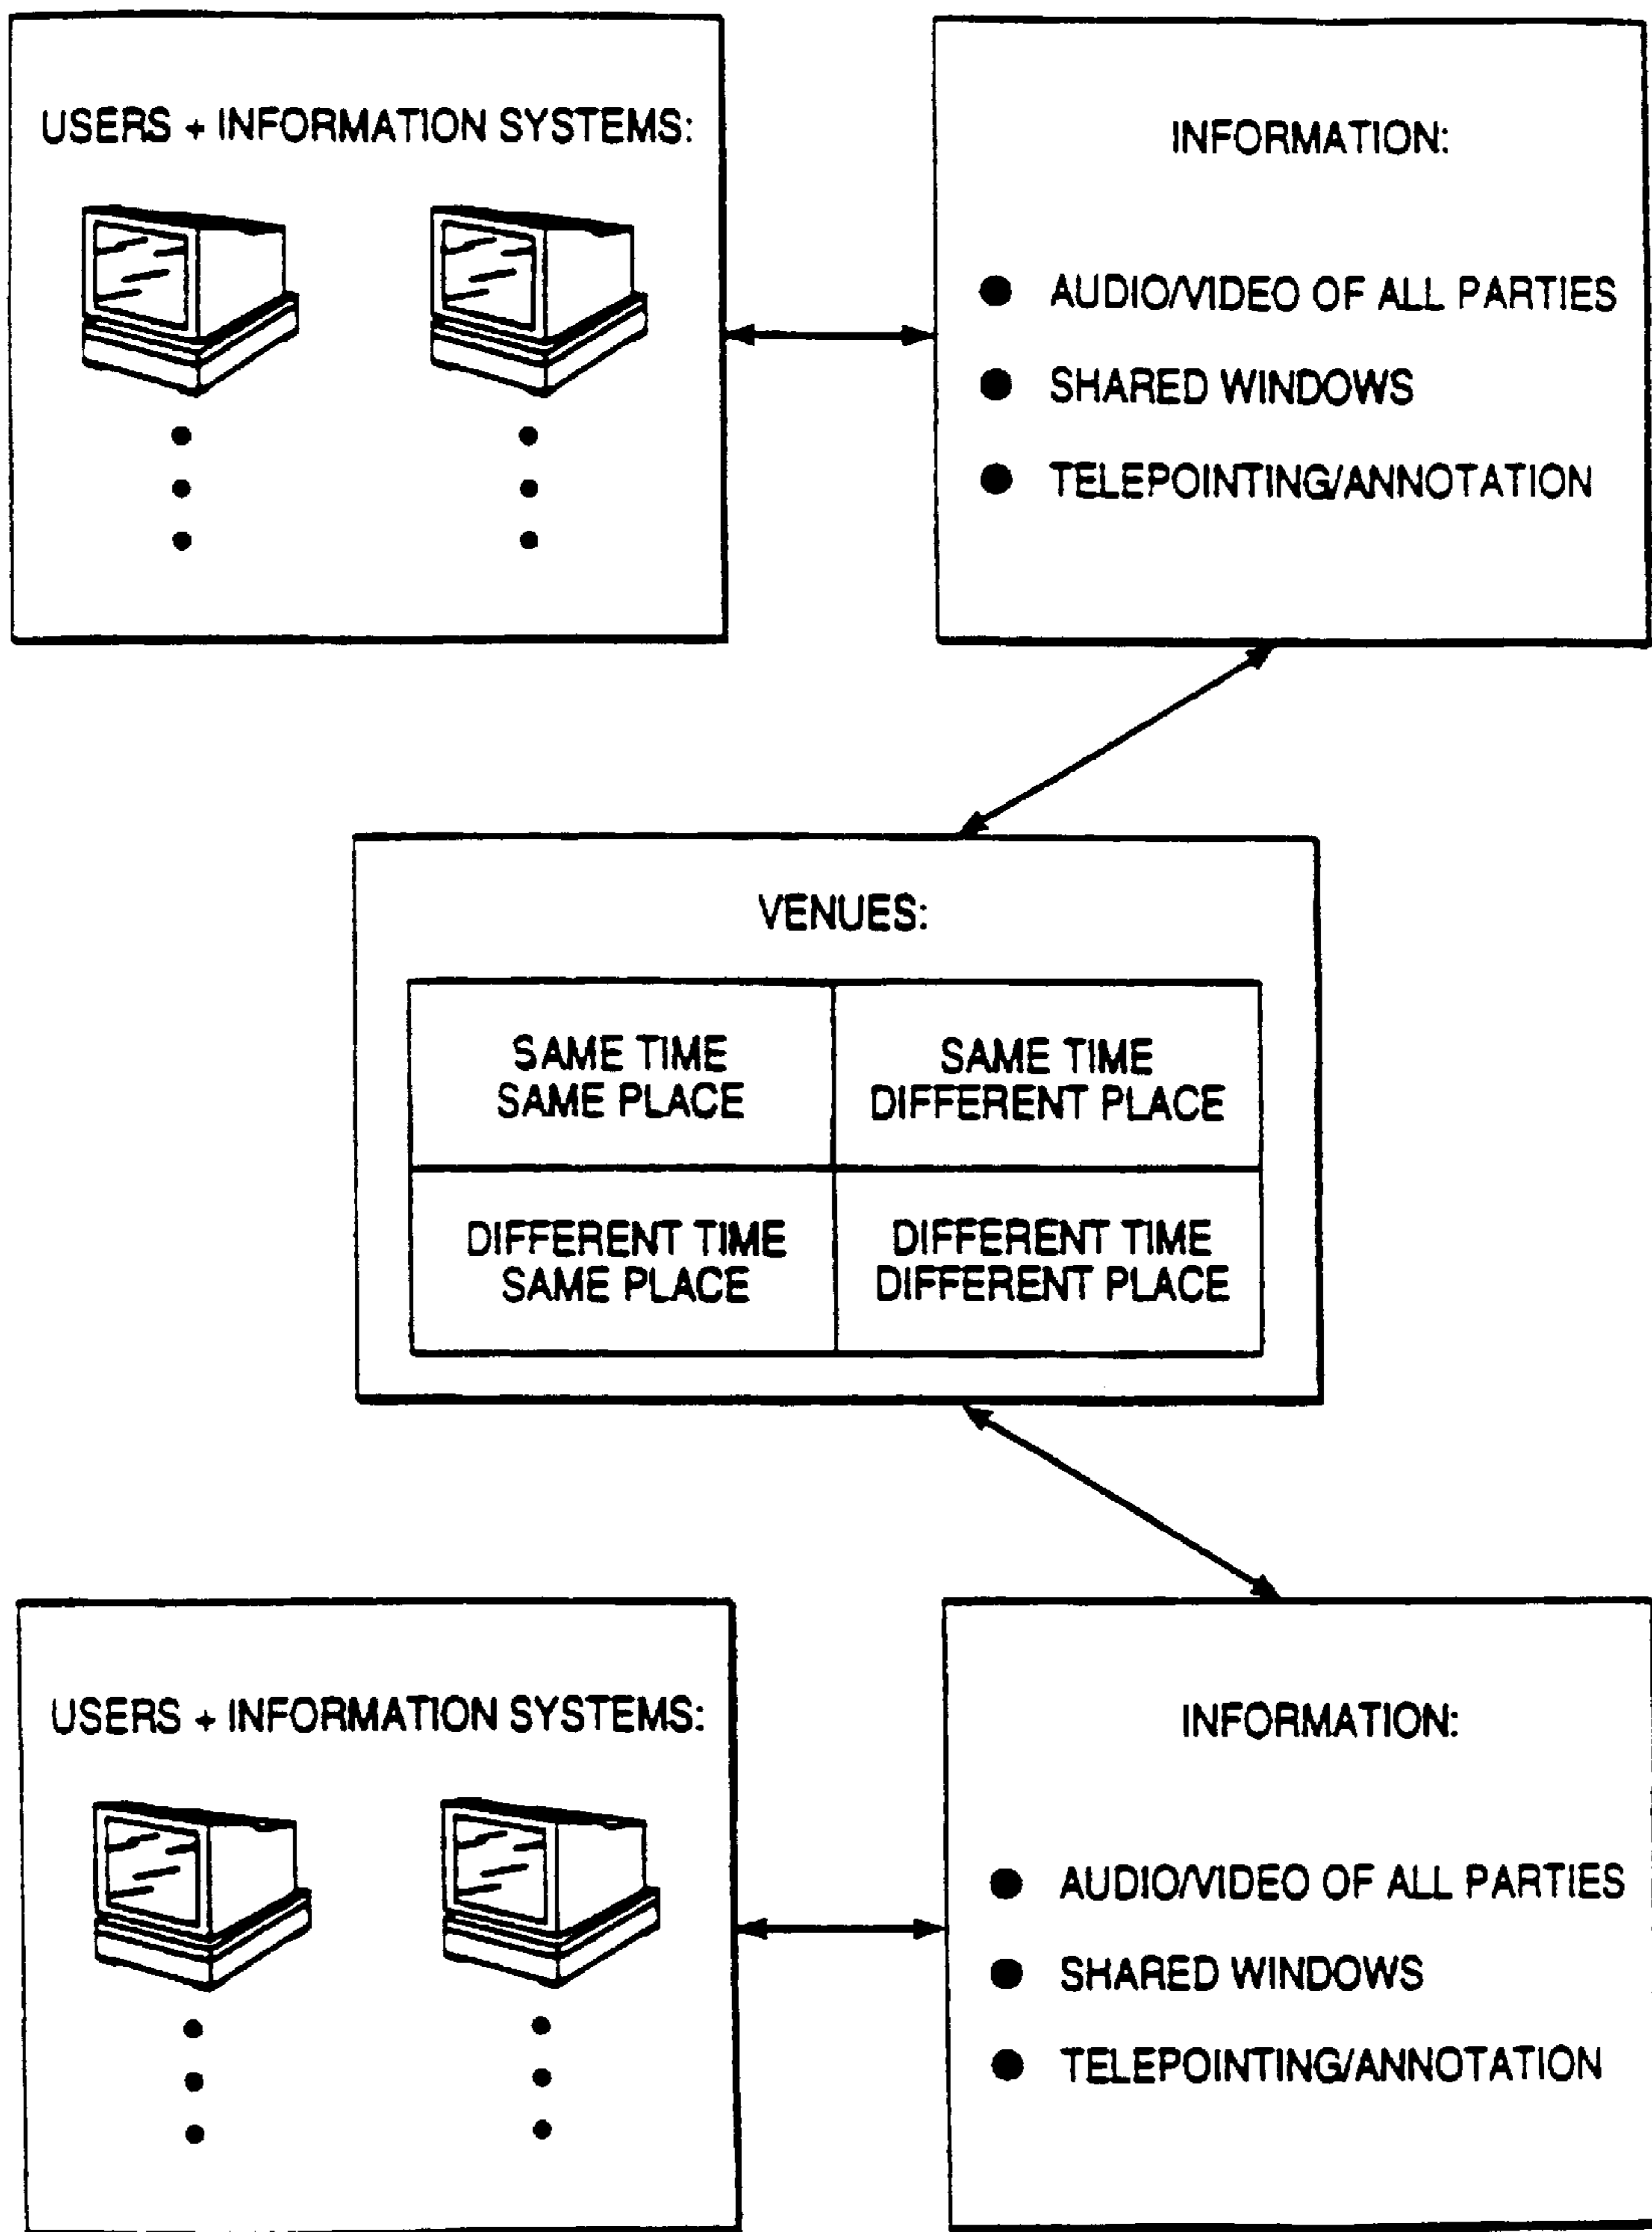 USERS + INFORMATION SYSTEMS:
INFORMATION:
● AUDIO/VIDEO OF ALL PARTIES
● SHARED WINDOWS
● TELEPOINTING/ANNOTATION
VENUES:
SAME TIME
SAME PLACE
SAME TIME
DIFFERENT PLACE
DIFFERENT TIME
SAME PLACE
DIFFERENT TIME
DIFFERENT PLACE
USERS + INFORMATION SYSTEMS:
INFORMATION:
● AUDIO/VIDEO OF ALL PARTIES
● SHARED WINDOWS
● TELEPOINTING/ANNOTATION